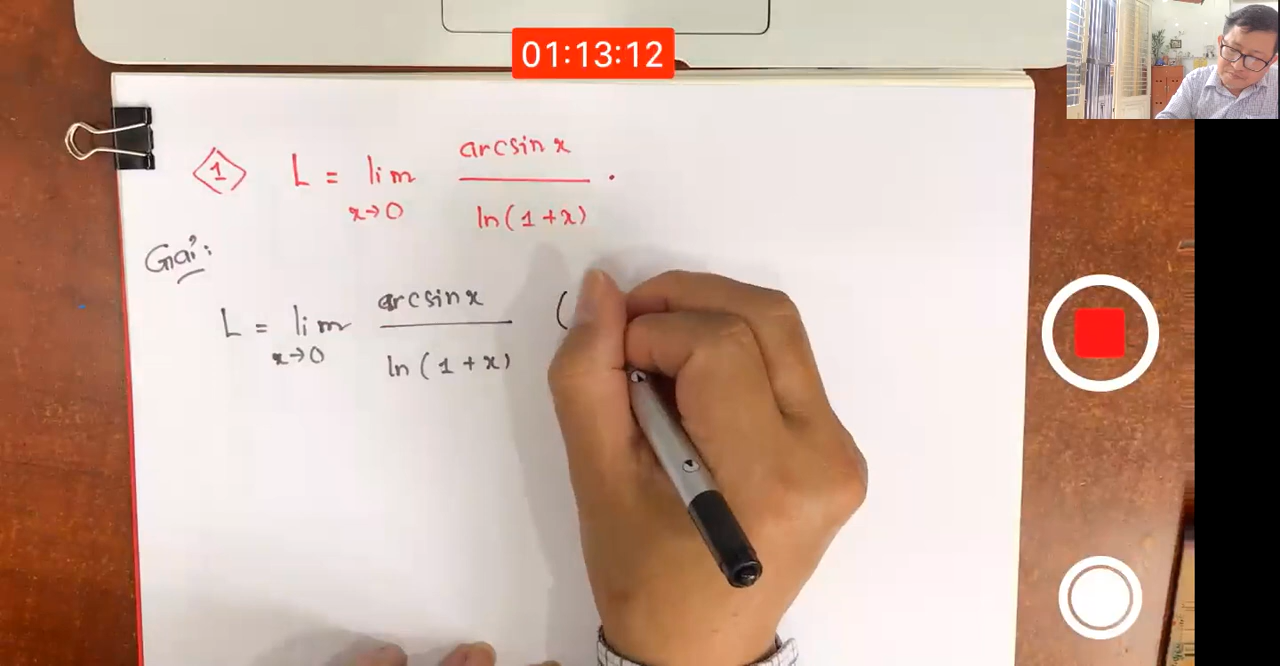 01:13:12
1 L = lim x→0 arcsin x / ln(1+x) .
Giải:
L = lim x→0 arcsin x / ln(1+x) (